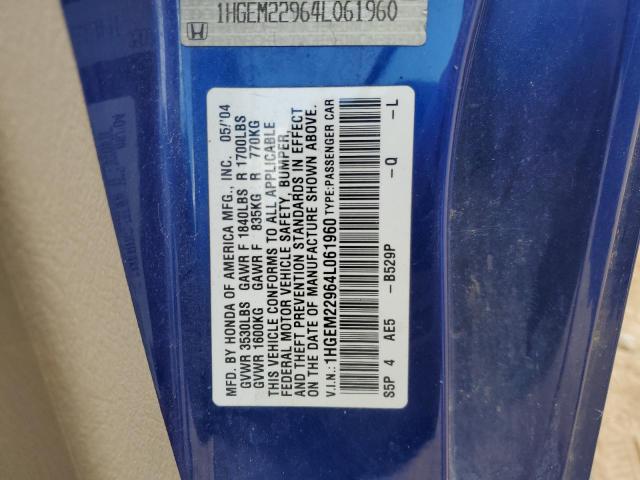 1HGEM22964L061960
MFD. BY HONDA OF AMERICA MFG., INC. 05/'04
GVWR 3530LBS GAWR F 1840LBS R 1700LBS
GVWR 1600KG GAWR F 835KG R 770KG
THIS VEHICLE CONFORMS TO ALL APPLICABLE
FEDERAL MOTOR VEHICLE SAFETY, BUMPER,
AND THEFT PREVENTION STANDARDS IN EFFECT
ON THE DATE OF MANUFACTURE SHOWN ABOVE.
V.I.N.: 1HGEM22964L061960 TYPE: PASSENGER CAR
S5P 4 AE5 -B529P -Q -L